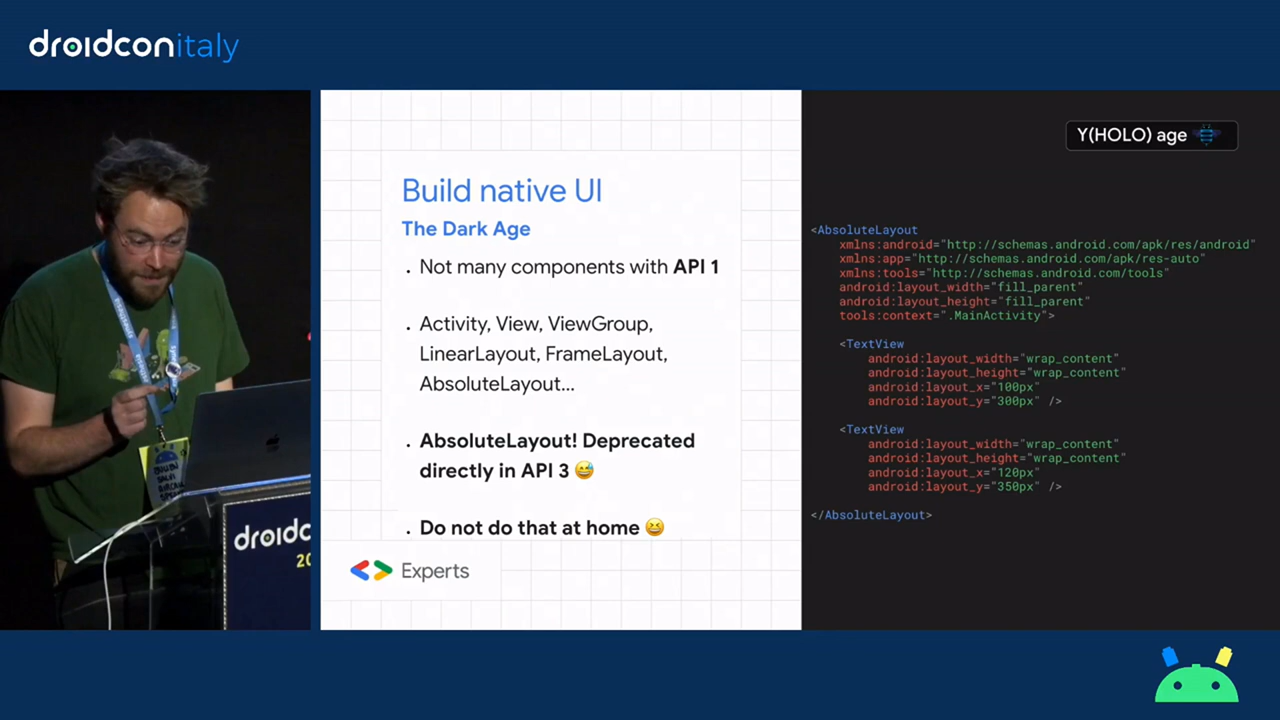 droidconitaly
Build native UI
The Dark Age
. Not many components with API 1
. Activity, View, ViewGroup,
LinearLayout, FrameLayout,
AbsoluteLayout...
. AbsoluteLayout! Deprecated
directly in API 3 😅
. Do not do that at home 😆
<> Experts
Y(HOLO) age
<AbsoluteLayout
xmlns:android="http://schemas.android.com/apk/res/android"
xmlns:app="http://schemas.android.com/apk/res-auto"
xmlns:tools="http://schemas.android.com/tools"
android:layout_width="fill_parent"
android:layout_height="fill_parent"
tools:context=".MainActivity">
<TextView
android:layout_width="wrap_content"
android:layout_height="wrap_content"
android:layout_x="100px"
android:layout_y="300px" />
<TextView
android:layout_width="wrap_content"
android:layout_height="wrap_content"
android:layout_x="120px"
android:layout_y="350px" />
</AbsoluteLayout>
droidc
20